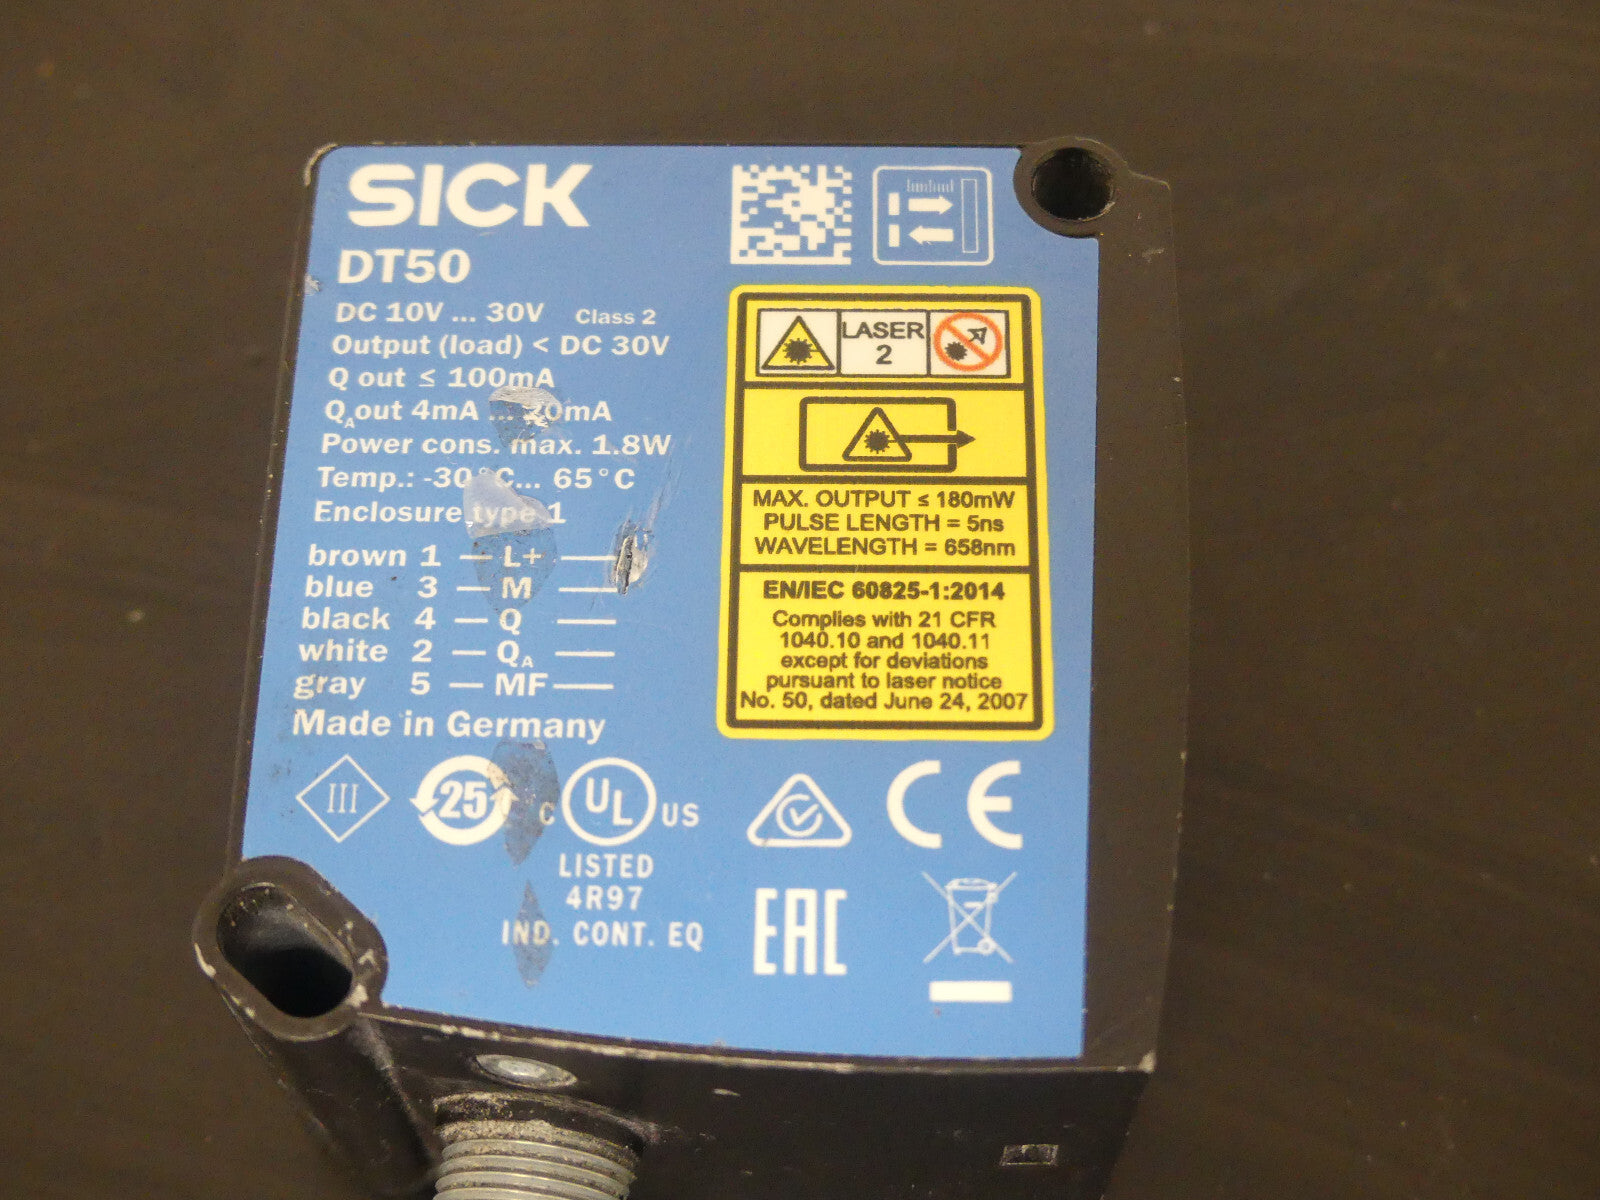 SICK
DT50
DC 10V ... 30V Class 2
Output (load) < DC 30V
Q out ≤ 100mA
QA out 4mA ... 20mA
Power cons. max. 1.8W
Temp.: -30°C... 65°C
Enclosure type 1
brown 1 — L+ —
blue 3 — M —
black 4 — Q —
white 2 — QA —
gray 5 — MF —
Made in Germany
III
25
C UL US
LISTED
4R97
IND. CONT. EQ
LASER
2
MAX. OUTPUT ≤ 180mW
PULSE LENGTH = 5ns
WAVELENGTH = 658nm
EN/IEC 60825-1:2014
Complies with 21 CFR
1040.10 and 1040.11
except for deviations
pursuant to laser notice
No. 50, dated June 24, 2007
CE
EAC